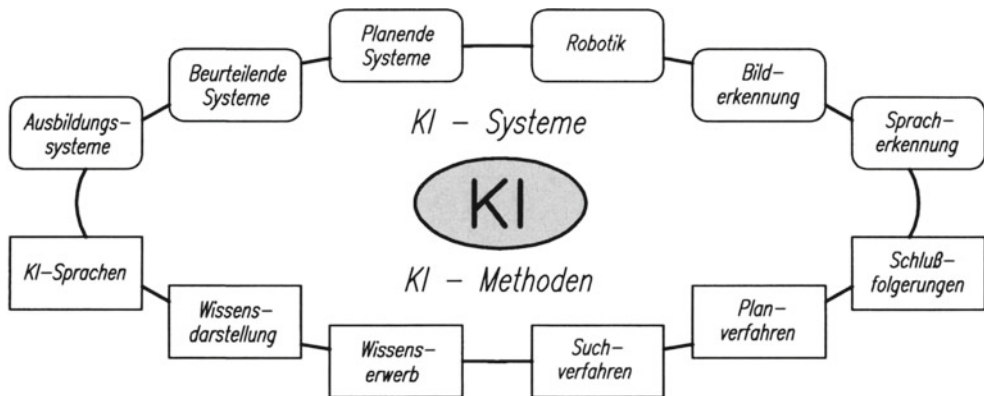 Planende
Systeme
Robotik
Beurteilende
Systeme
Bild-
erkennung
Ausbildungs-
systeme
KI - Systeme
Sprach-
erkennung
KI
KI-Sprachen
KI - Methoden
Schluß-
folgerungen
Wissens-
darstellung
Plan-
verfahren
Wissens-
erwerb
Such-
verfahren